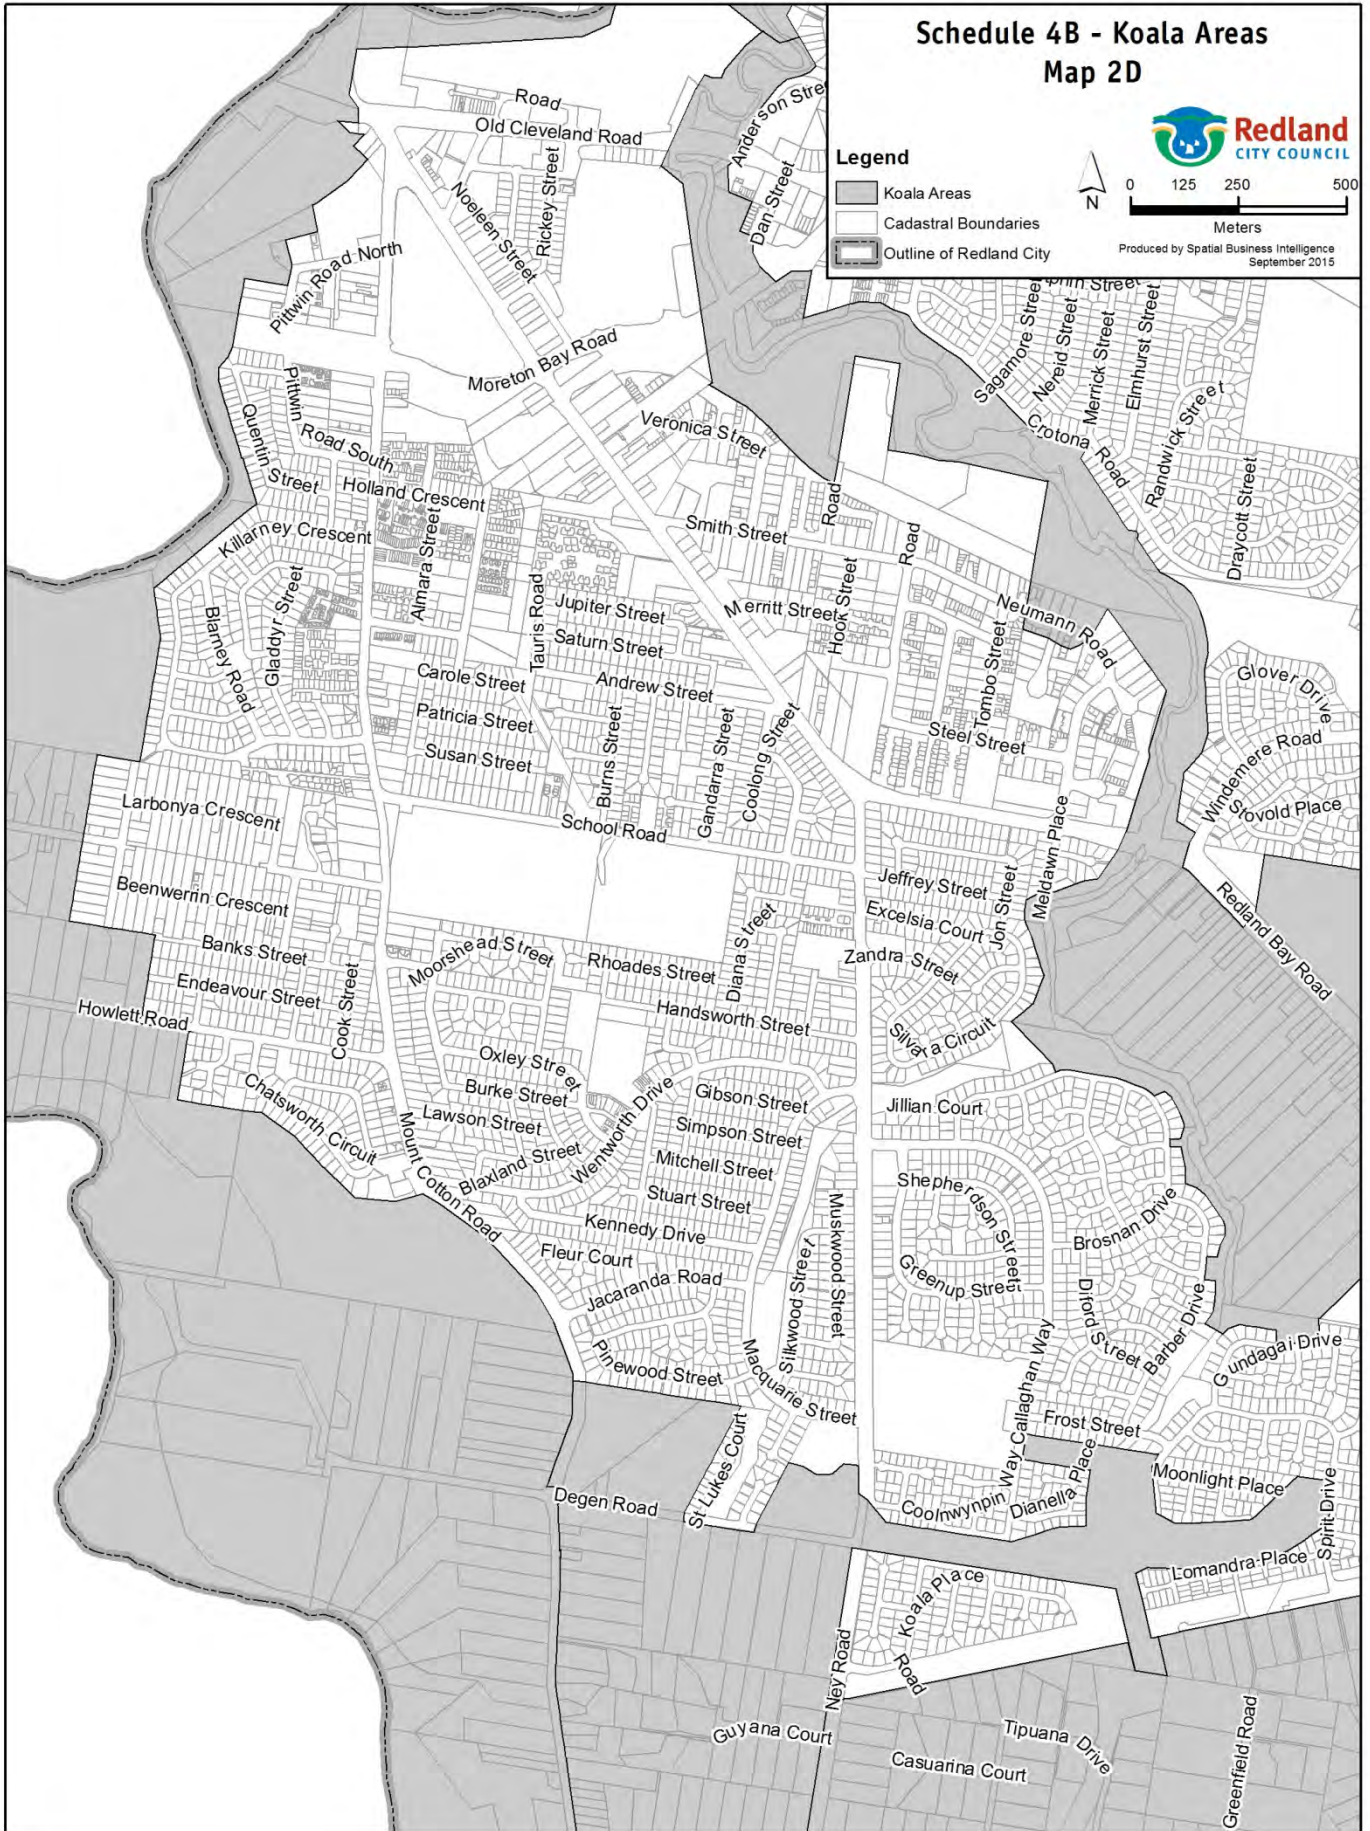 Schedule 4B - Koala Areas
Map 2D
Redland
CITY COUNCIL
Legend
Koala Areas
Cadastral Boundaries
Outline of Redland City
N
0 125 250 500
Meters
Produced by Spatial Business Intelligence
September 2015
Road
Old Cleveland Road
Anderson
Dan Street
Noeleen Street
Rickey Street
Pittwin Road North
Moreton Bay Road
Street
Sagamore Street
Nereid Street
Merrick Street
Elmhurst Street
Randwick Street
Crotona Road
Draycott Street
Pittwin Road South
Quentin Street
Veronica Street
Holland Crescent
Killarney Crescent
Almara Street
Smith Street
Road
Road
Gladdyr Street
Blarney Road
Tauris Road
Jupiter Street
Saturn Street
Merritt Street
Hook Street
Neumann Road
Tombo Street
Carole Street
Andrew Street
Glover Drive
Patricia Street
Susan Street
Burns Street
Gandarra Street
Coolong Street
Steel Street
Windemere Road
Stovold Place
Larbonya Crescent
School Road
Meldawn Place
Beenwerrin Crescent
Jeffrey Street
Excelsia Court
Jon Street
Redland Bay Road
Banks Street
Moorshead Street
Rhoades Street
Diana Street
Zandra Street
Endeavour Street
Howlett Road
Cook Street
Handsworth Street
Silvara Circuit
Oxley Street
Burke Street
Chatsworth Circuit
Lawson Street
Wentworth Drive
Gibson Street
Jillian Court
Simpson Street
Mount Cotton Road
Blaxland Street
Mitchell Street
Stuart Street
Shepherdson Street
Muskwood Street
Brosnan Drive
Kennedy Drive
Fleur Court
Silkwood Street
Greenup Street
Jacaranda Road
Diford Street
Barber Drive
Gundagai Drive
Pinewood Street
Macquarie Street
Callaghan Way
Frost Street
St Lukes Court
Degen Road
Coolnwynpin Way
Dianella Place
Moonlight Place
Spirit Drive
Lomandra Place
Koala Place
Ney Road
Road
Guyana Court
Casuarina Court
Tipuana Drive
Greenfield Road